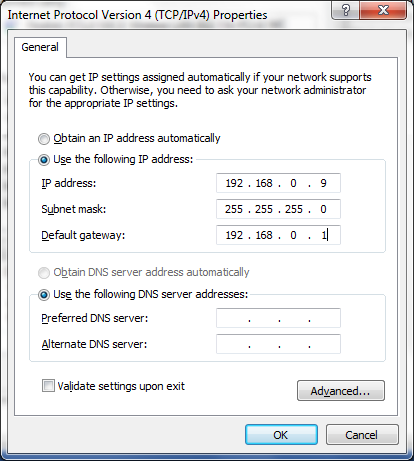 Internet Protocol Version 4 (TCP/IPv4) Properties
General
You can get IP settings assigned automatically if your network supports
this capability. Otherwise, you need to ask your network administrator
for the appropriate IP settings.
Obtain an IP address automatically
Use the following IP address:
IP address: 192 . 168 . 0 . 9
Subnet mask: 255 . 255 . 255 . 0
Default gateway: 192 . 168 . 0 . 1
Obtain DNS server address automatically
Use the following DNS server addresses:
Preferred DNS server: . . .
Alternate DNS server: . . .
Validate settings upon exit
Advanced...
OK Cancel